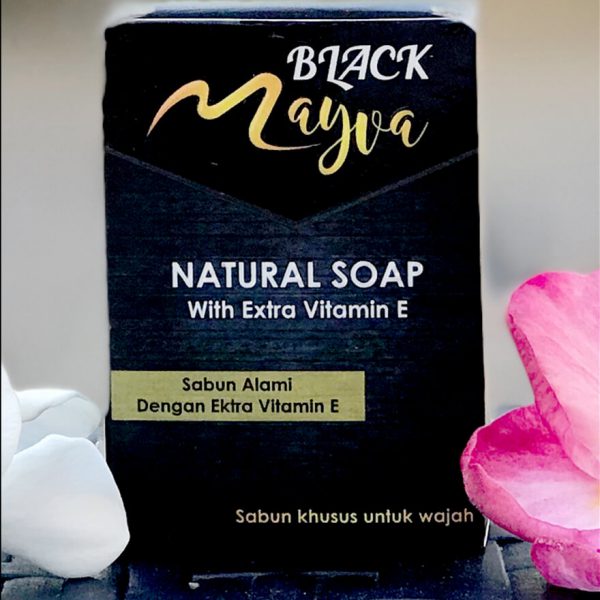 BLACK
Mayva
NATURAL SOAP
With Extra Vitamin E
Sabun Alami
Dengan Ektra Vitamin E
Sabun khusus untuk wajah